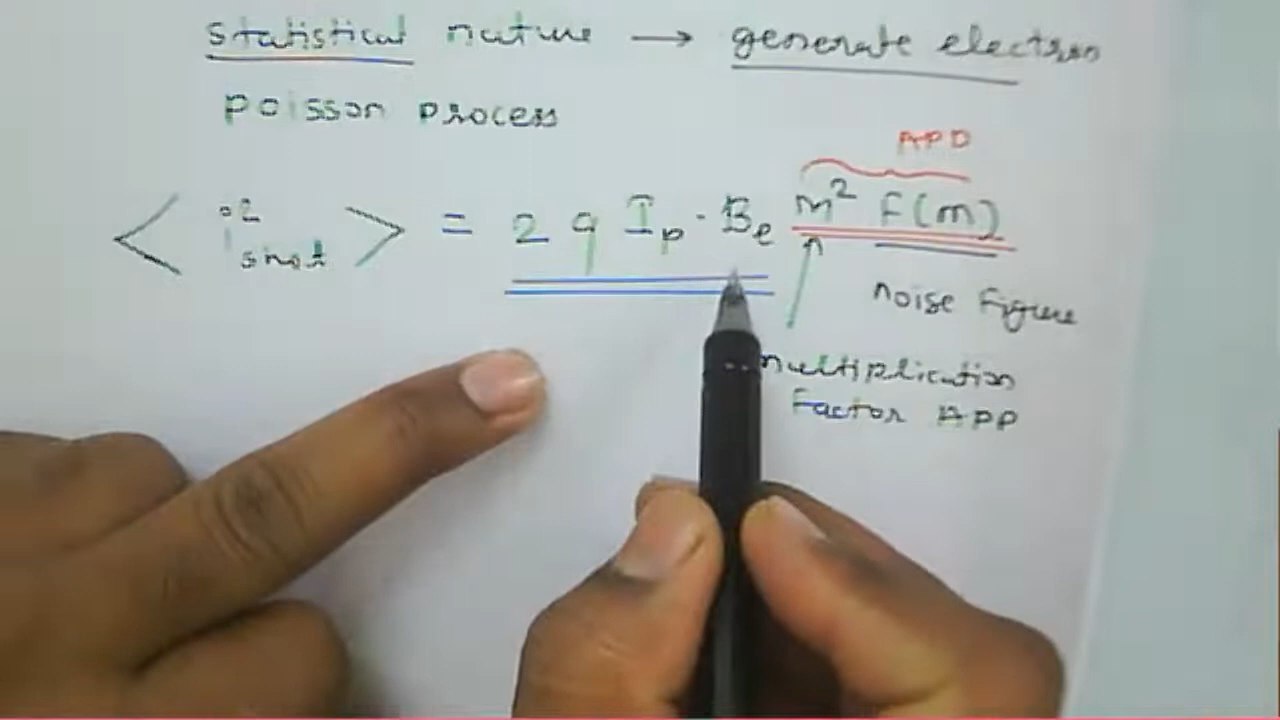 statistical nature → generate electron
poisson process
APD
< i²shot > = 2 q Ip · Be m² F(m)
noise figure
multiplication
factor APD